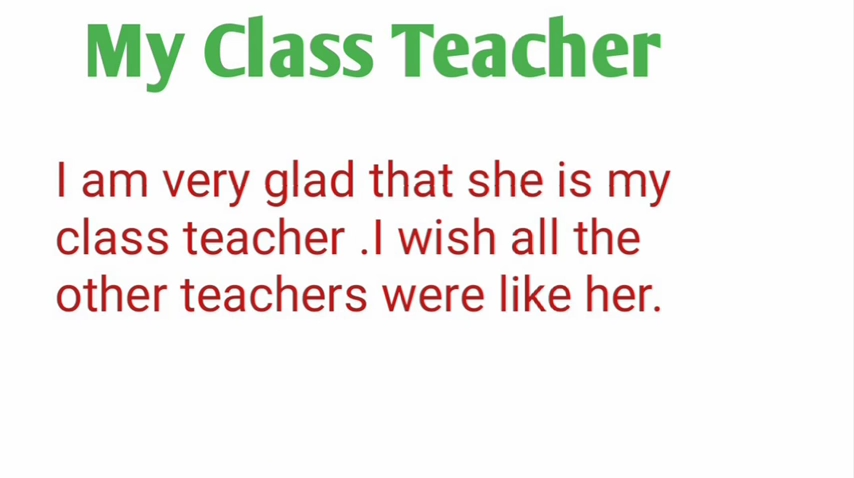 My Class Teacher
I am very glad that she is my
class teacher .I wish all the
other teachers were like her.